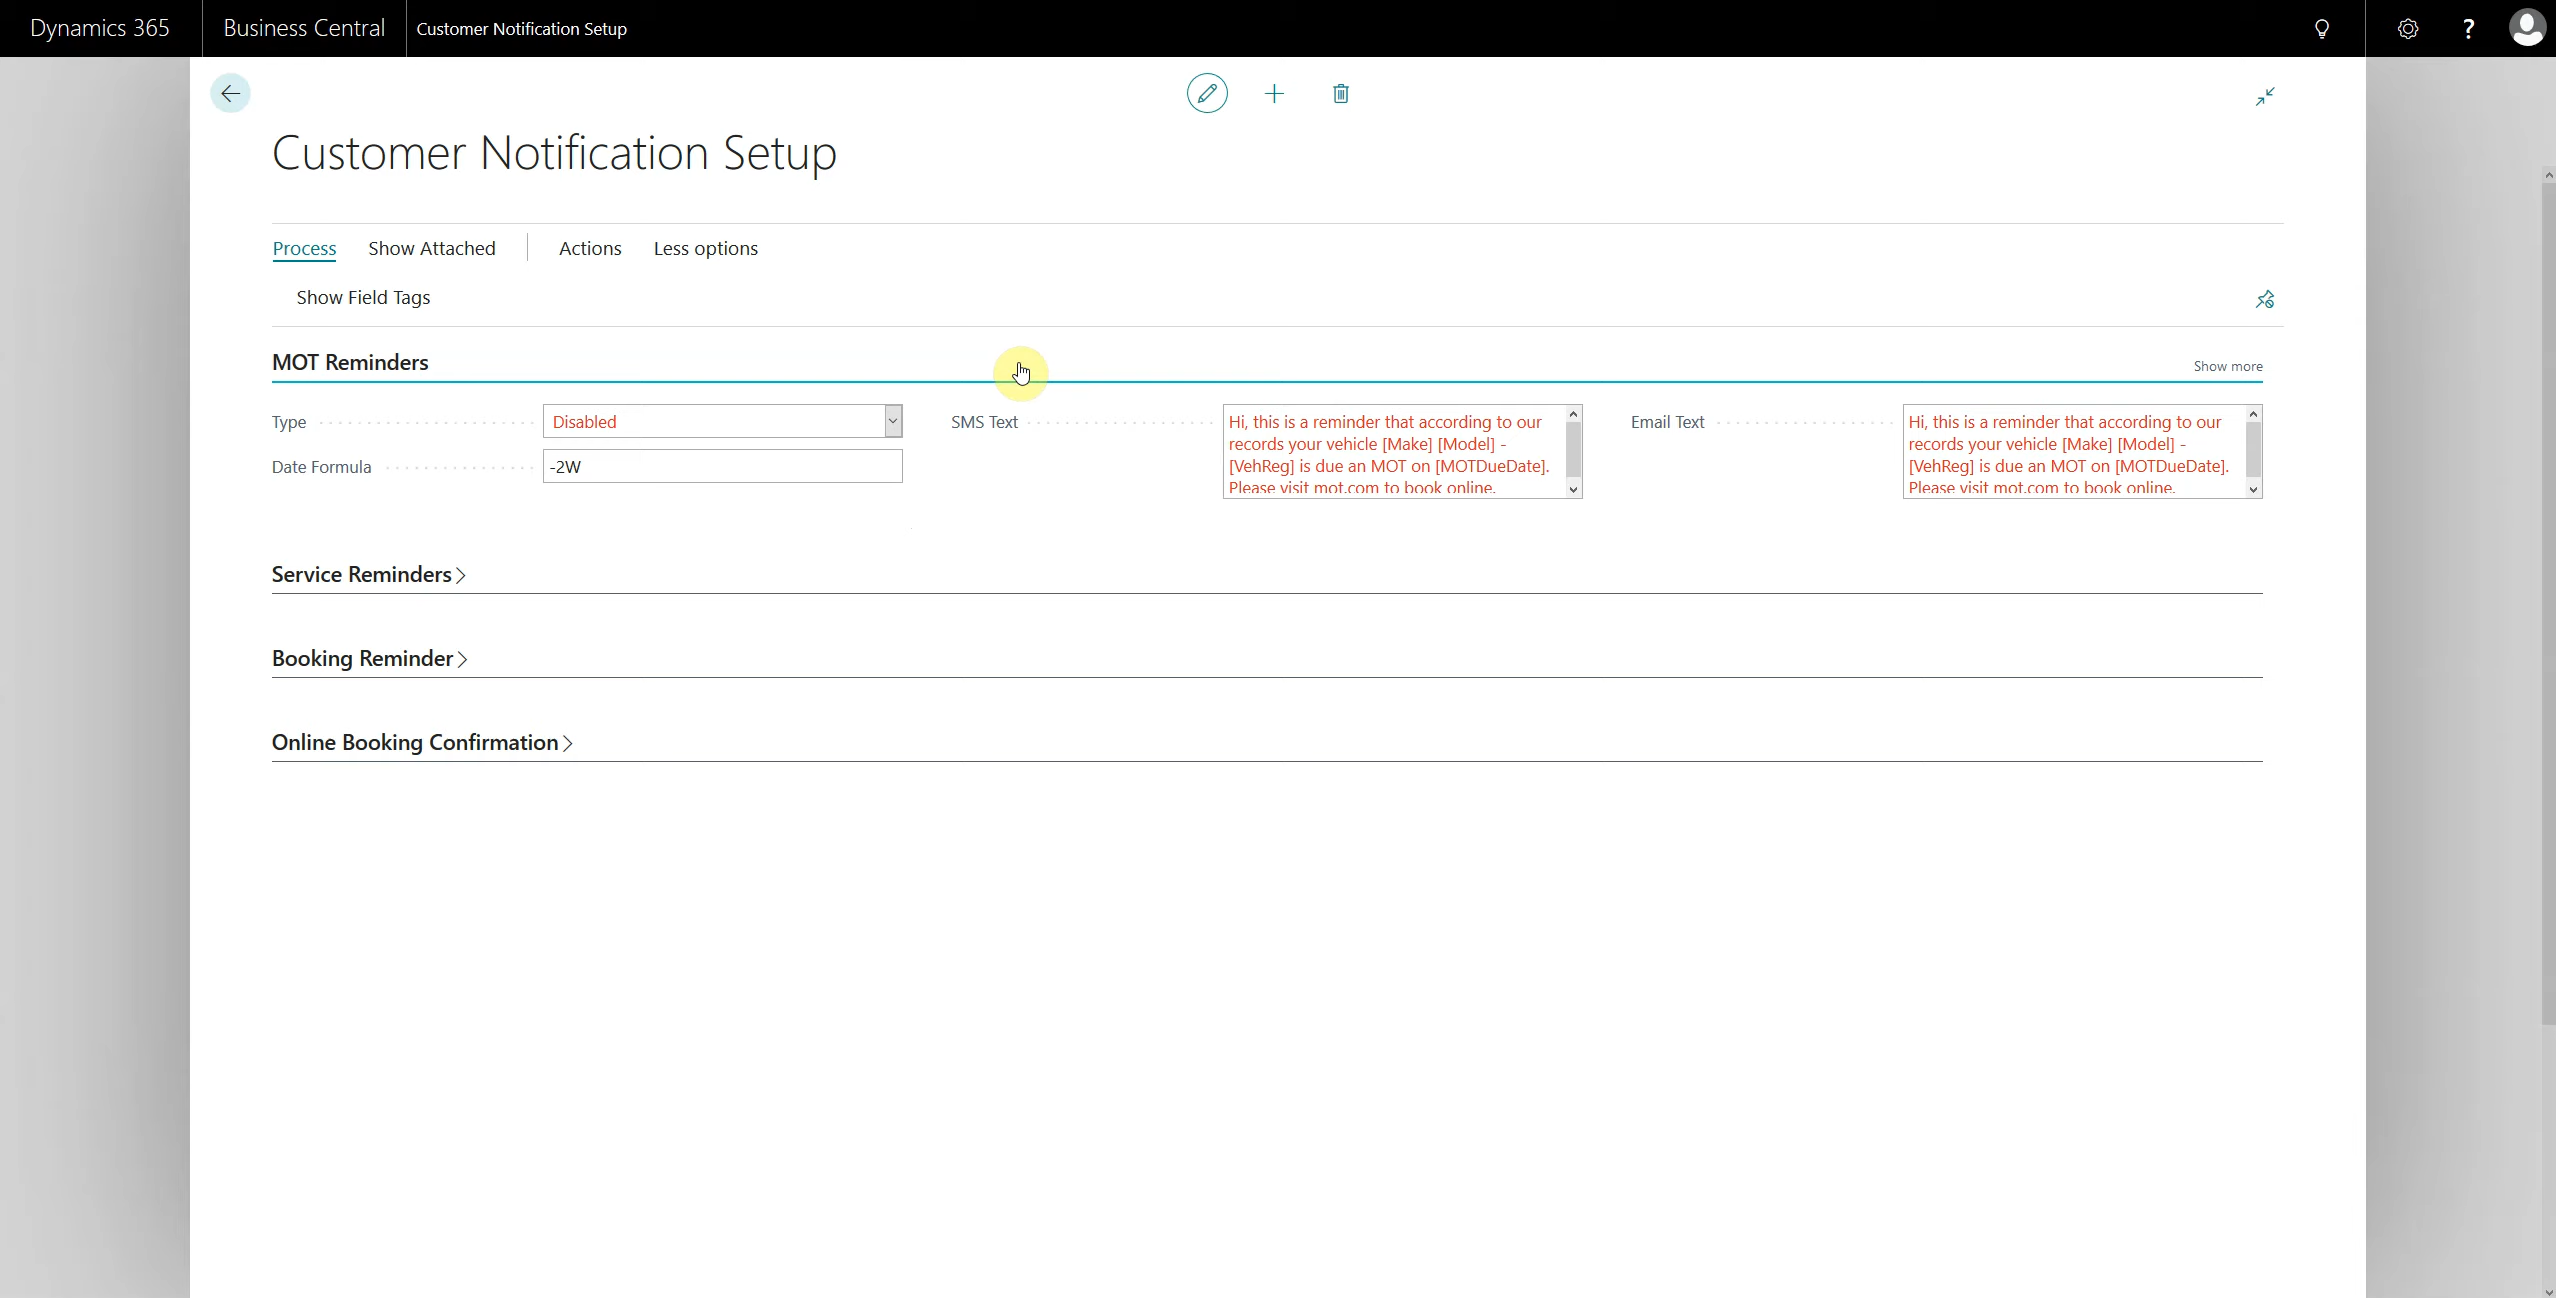 Dynamics 365
Business Central
Customer Notification Setup
Customer Notification Setup
Process
Show Attached
Actions
Less options
Show Field Tags
MOT Reminders
Show more
Type
Disabled
Date Formula
-2W
SMS Text
Hi, this is a reminder that according to our
records your vehicle [Make] [Model] -
[VehReg] is due an MOT on [MOTDueDate].
Please visit mot.com to book online.
Email Text
Hi, this is a reminder that according to our
records your vehicle [Make] [Model] -
[VehReg] is due an MOT on [MOTDueDate].
Please visit mot.com to book online.
Service Reminders
Booking Reminder
Online Booking Confirmation